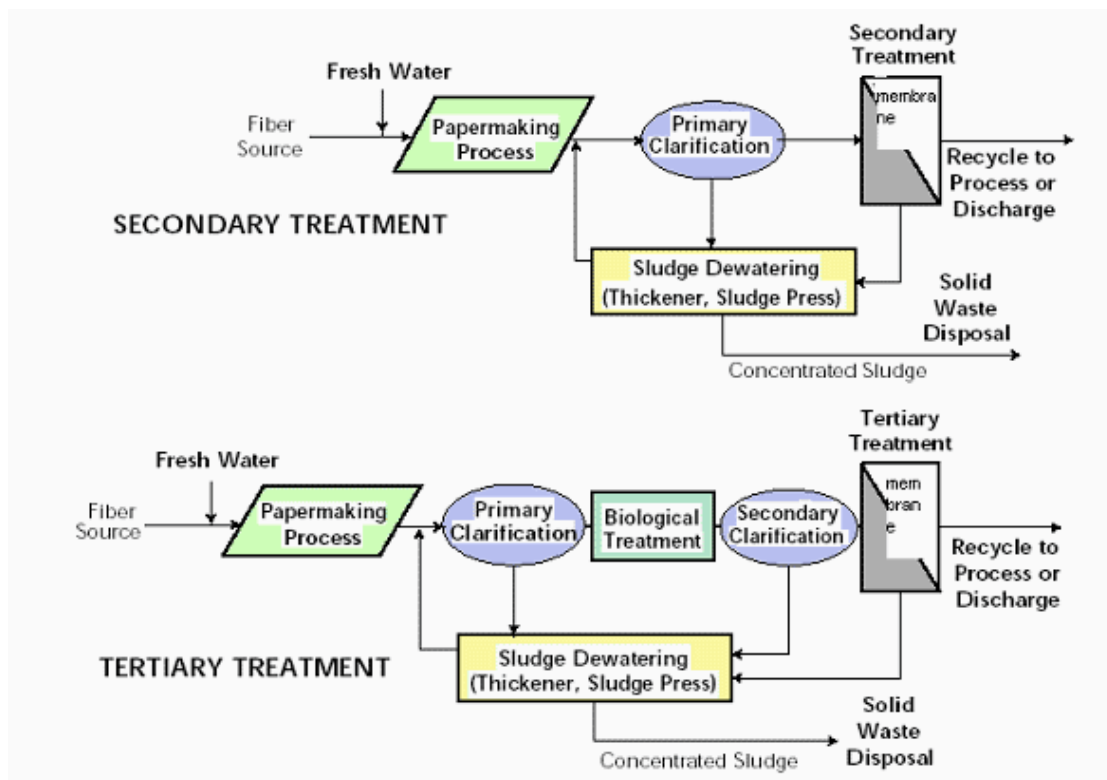 Secondary
Treatment
Fresh Water
Fiber
Source
Papermaking
Process
Primary
Clarification
membra
ne
Recycle to
Process or
Discharge
SECONDARY TREATMENT
Sludge Dewatering
(Thickener, Sludge Press)
Solid
Waste
Disposal
Concentrated Sludge
Tertiary
Treatment
Fresh Water
Fiber
Source
Papermaking
Process
Primary
Clarification
Biological
Treatment
Secondary
Clarification
mem
bran
e
Recycle to
Process or
Discharge
TERTIARY TREATMENT
Sludge Dewatering
(Thickener, Sludge Press)
Solid
Waste
Disposal
Concentrated Sludge